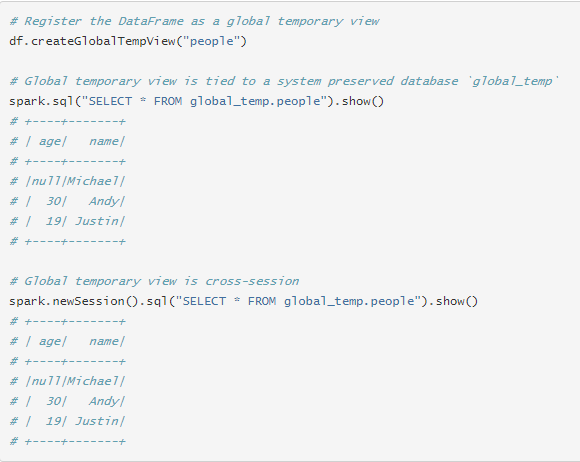 # Register the DataFrame as a global temporary view
df.createGlobalTempView("people")
# Global temporary view is tied to a system preserved database `global_temp`
spark.sql("SELECT * FROM global_temp.people").show()
# +----+-------+
# | age|   name|
# +----+-------+
# |null|Michael|
# |  30|   Andy|
# |  19| Justin|
# +----+-------+
# Global temporary view is cross-session
spark.newSession().sql("SELECT * FROM global_temp.people").show()
# +----+-------+
# | age|   name|
# +----+-------+
# |null|Michael|
# |  30|   Andy|
# |  19| Justin|
# +----+-------+